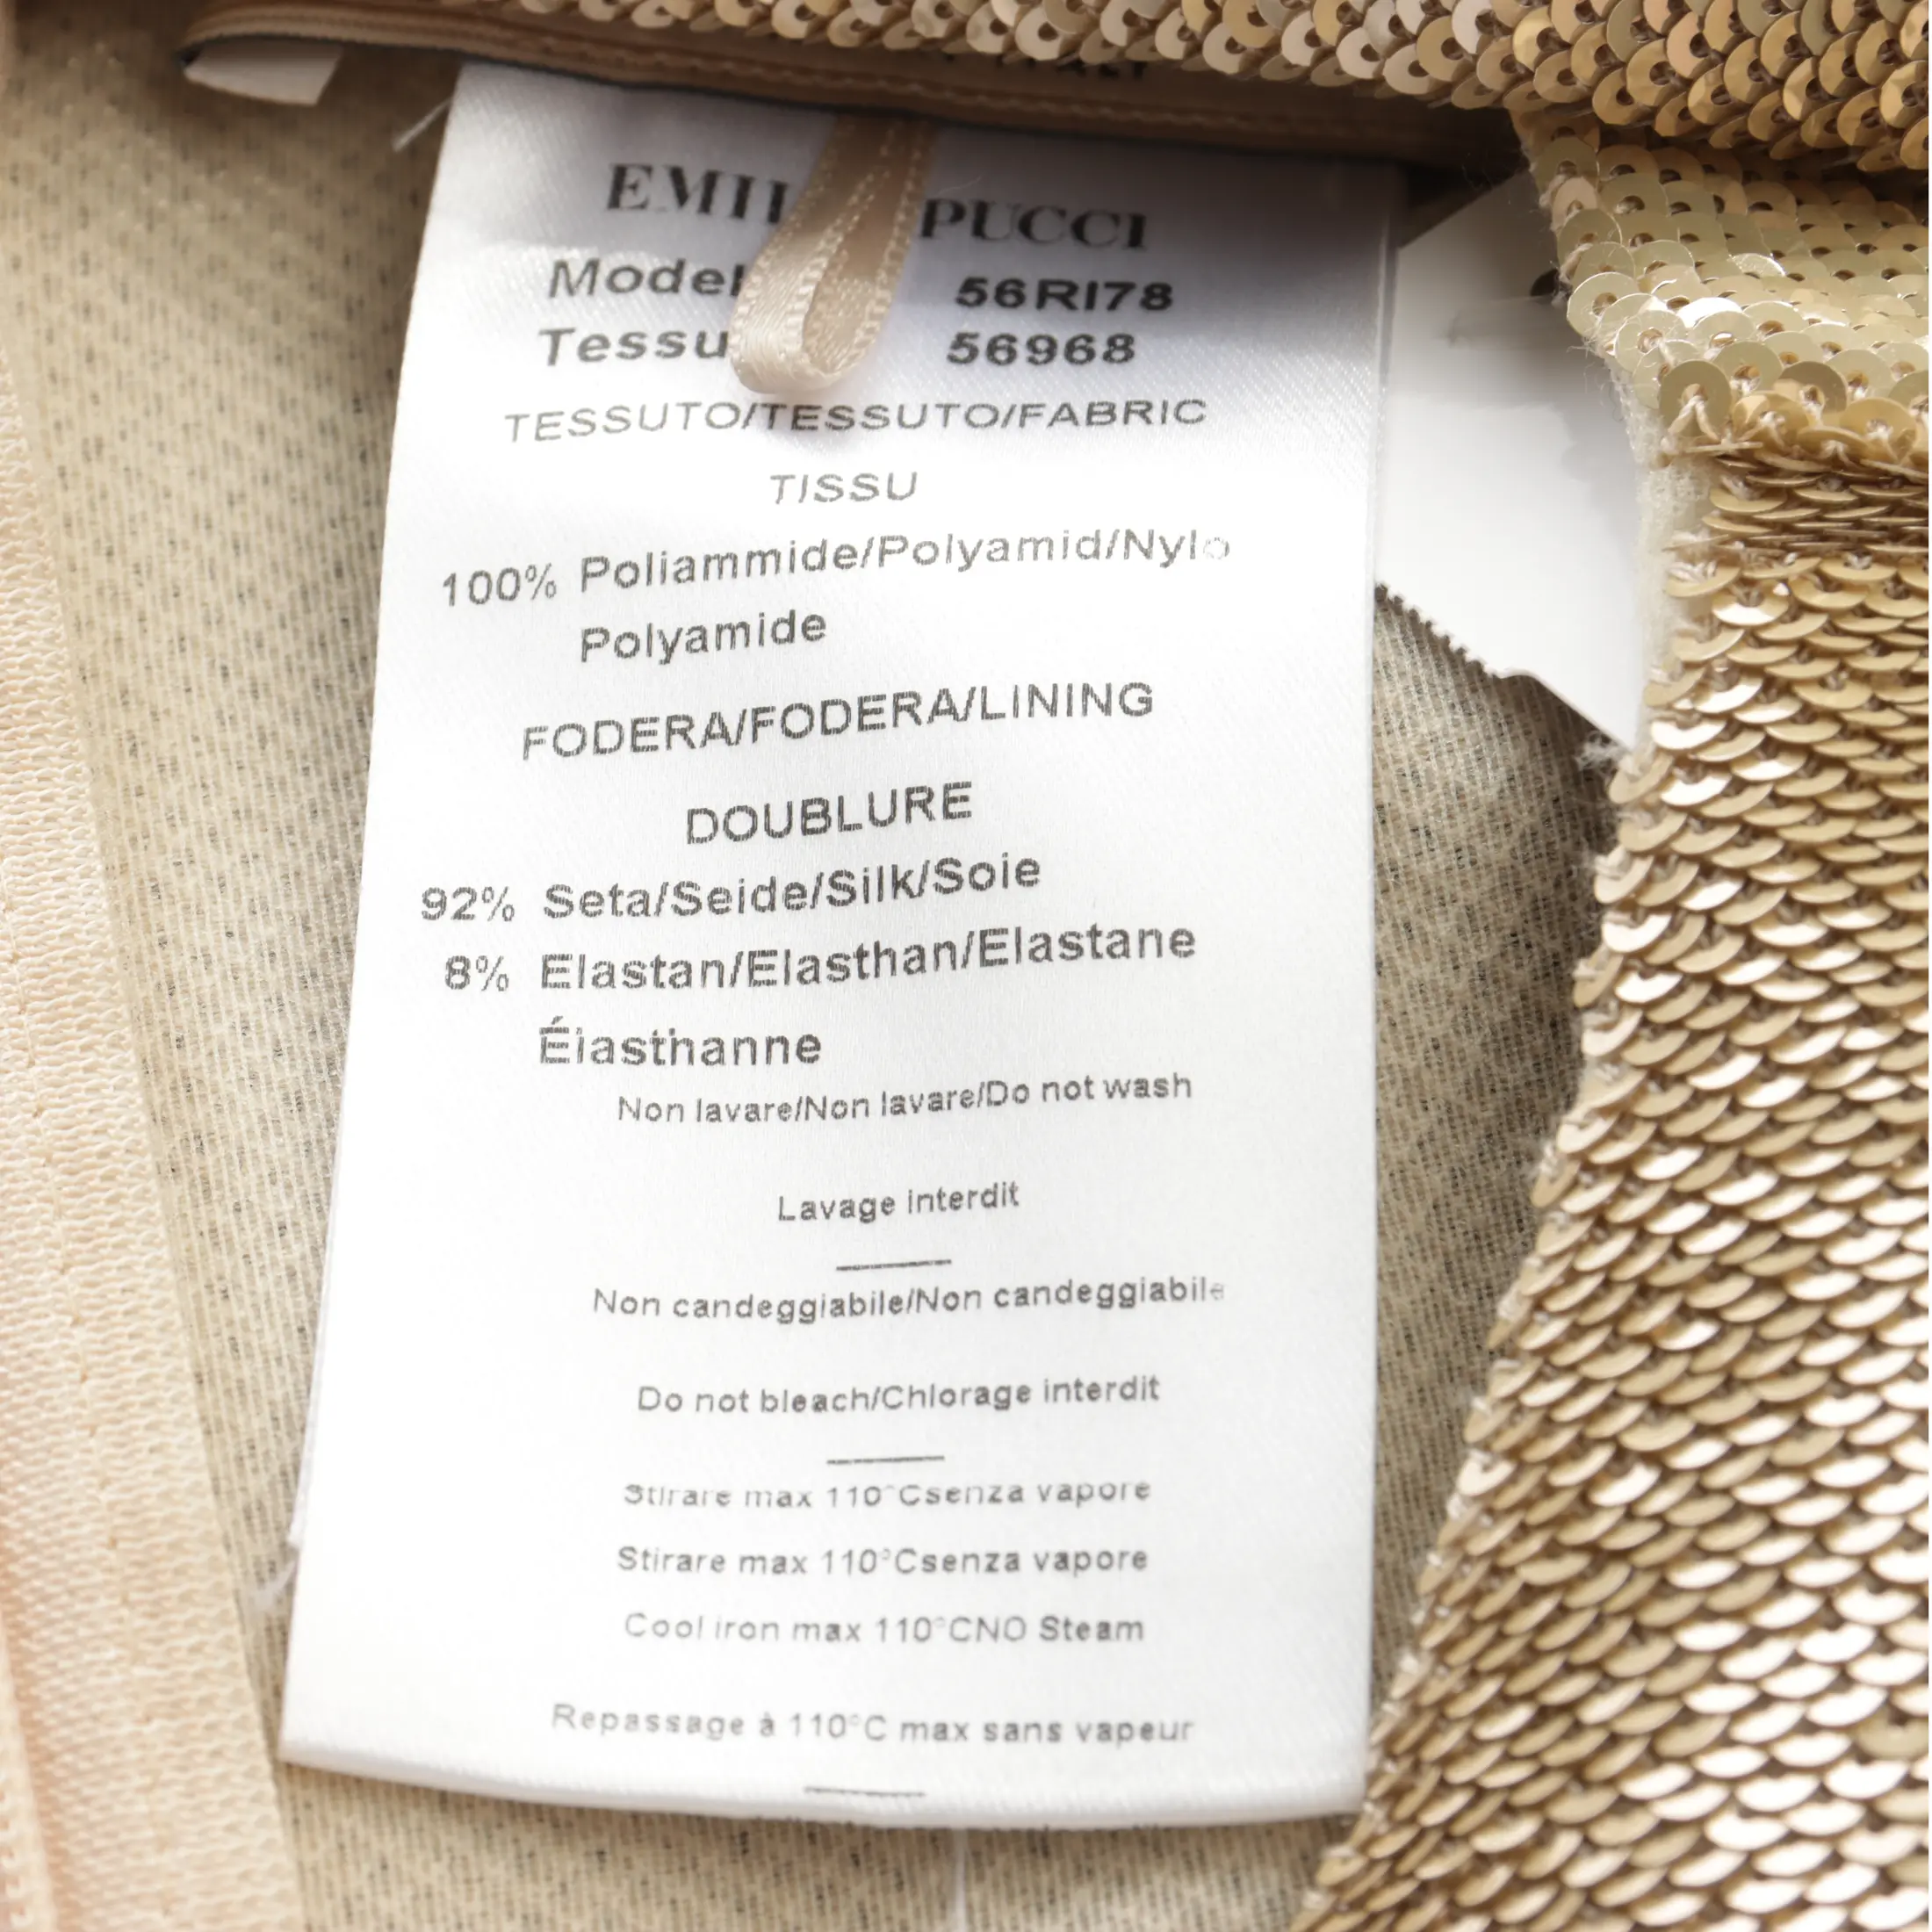 ITALY
EMILI PUCCI
Model 56RI78
Tessu 56968
TESSUTO/TESSUTO/FABRIC
TISSU
100% Poliammide/Polyamid/Nylo
Polyamide
FODERA/FODERA/LINING
DOUBLURE
92% Seta/Seide/Silk/Soie
8% Elastan/Elasthan/Elastane
Élasthanne
Non lavare/Non lavare/Do not wash
Lavage interdit
Non candeggiabile/Non candeggiabile
Do not bleach/Chlorage interdit
Stirare max 110°Csenza vapore
Stirare max 110°Csenza vapore
Cool iron max 110°CNO Steam
Repassage à 110°C max sans vapeur